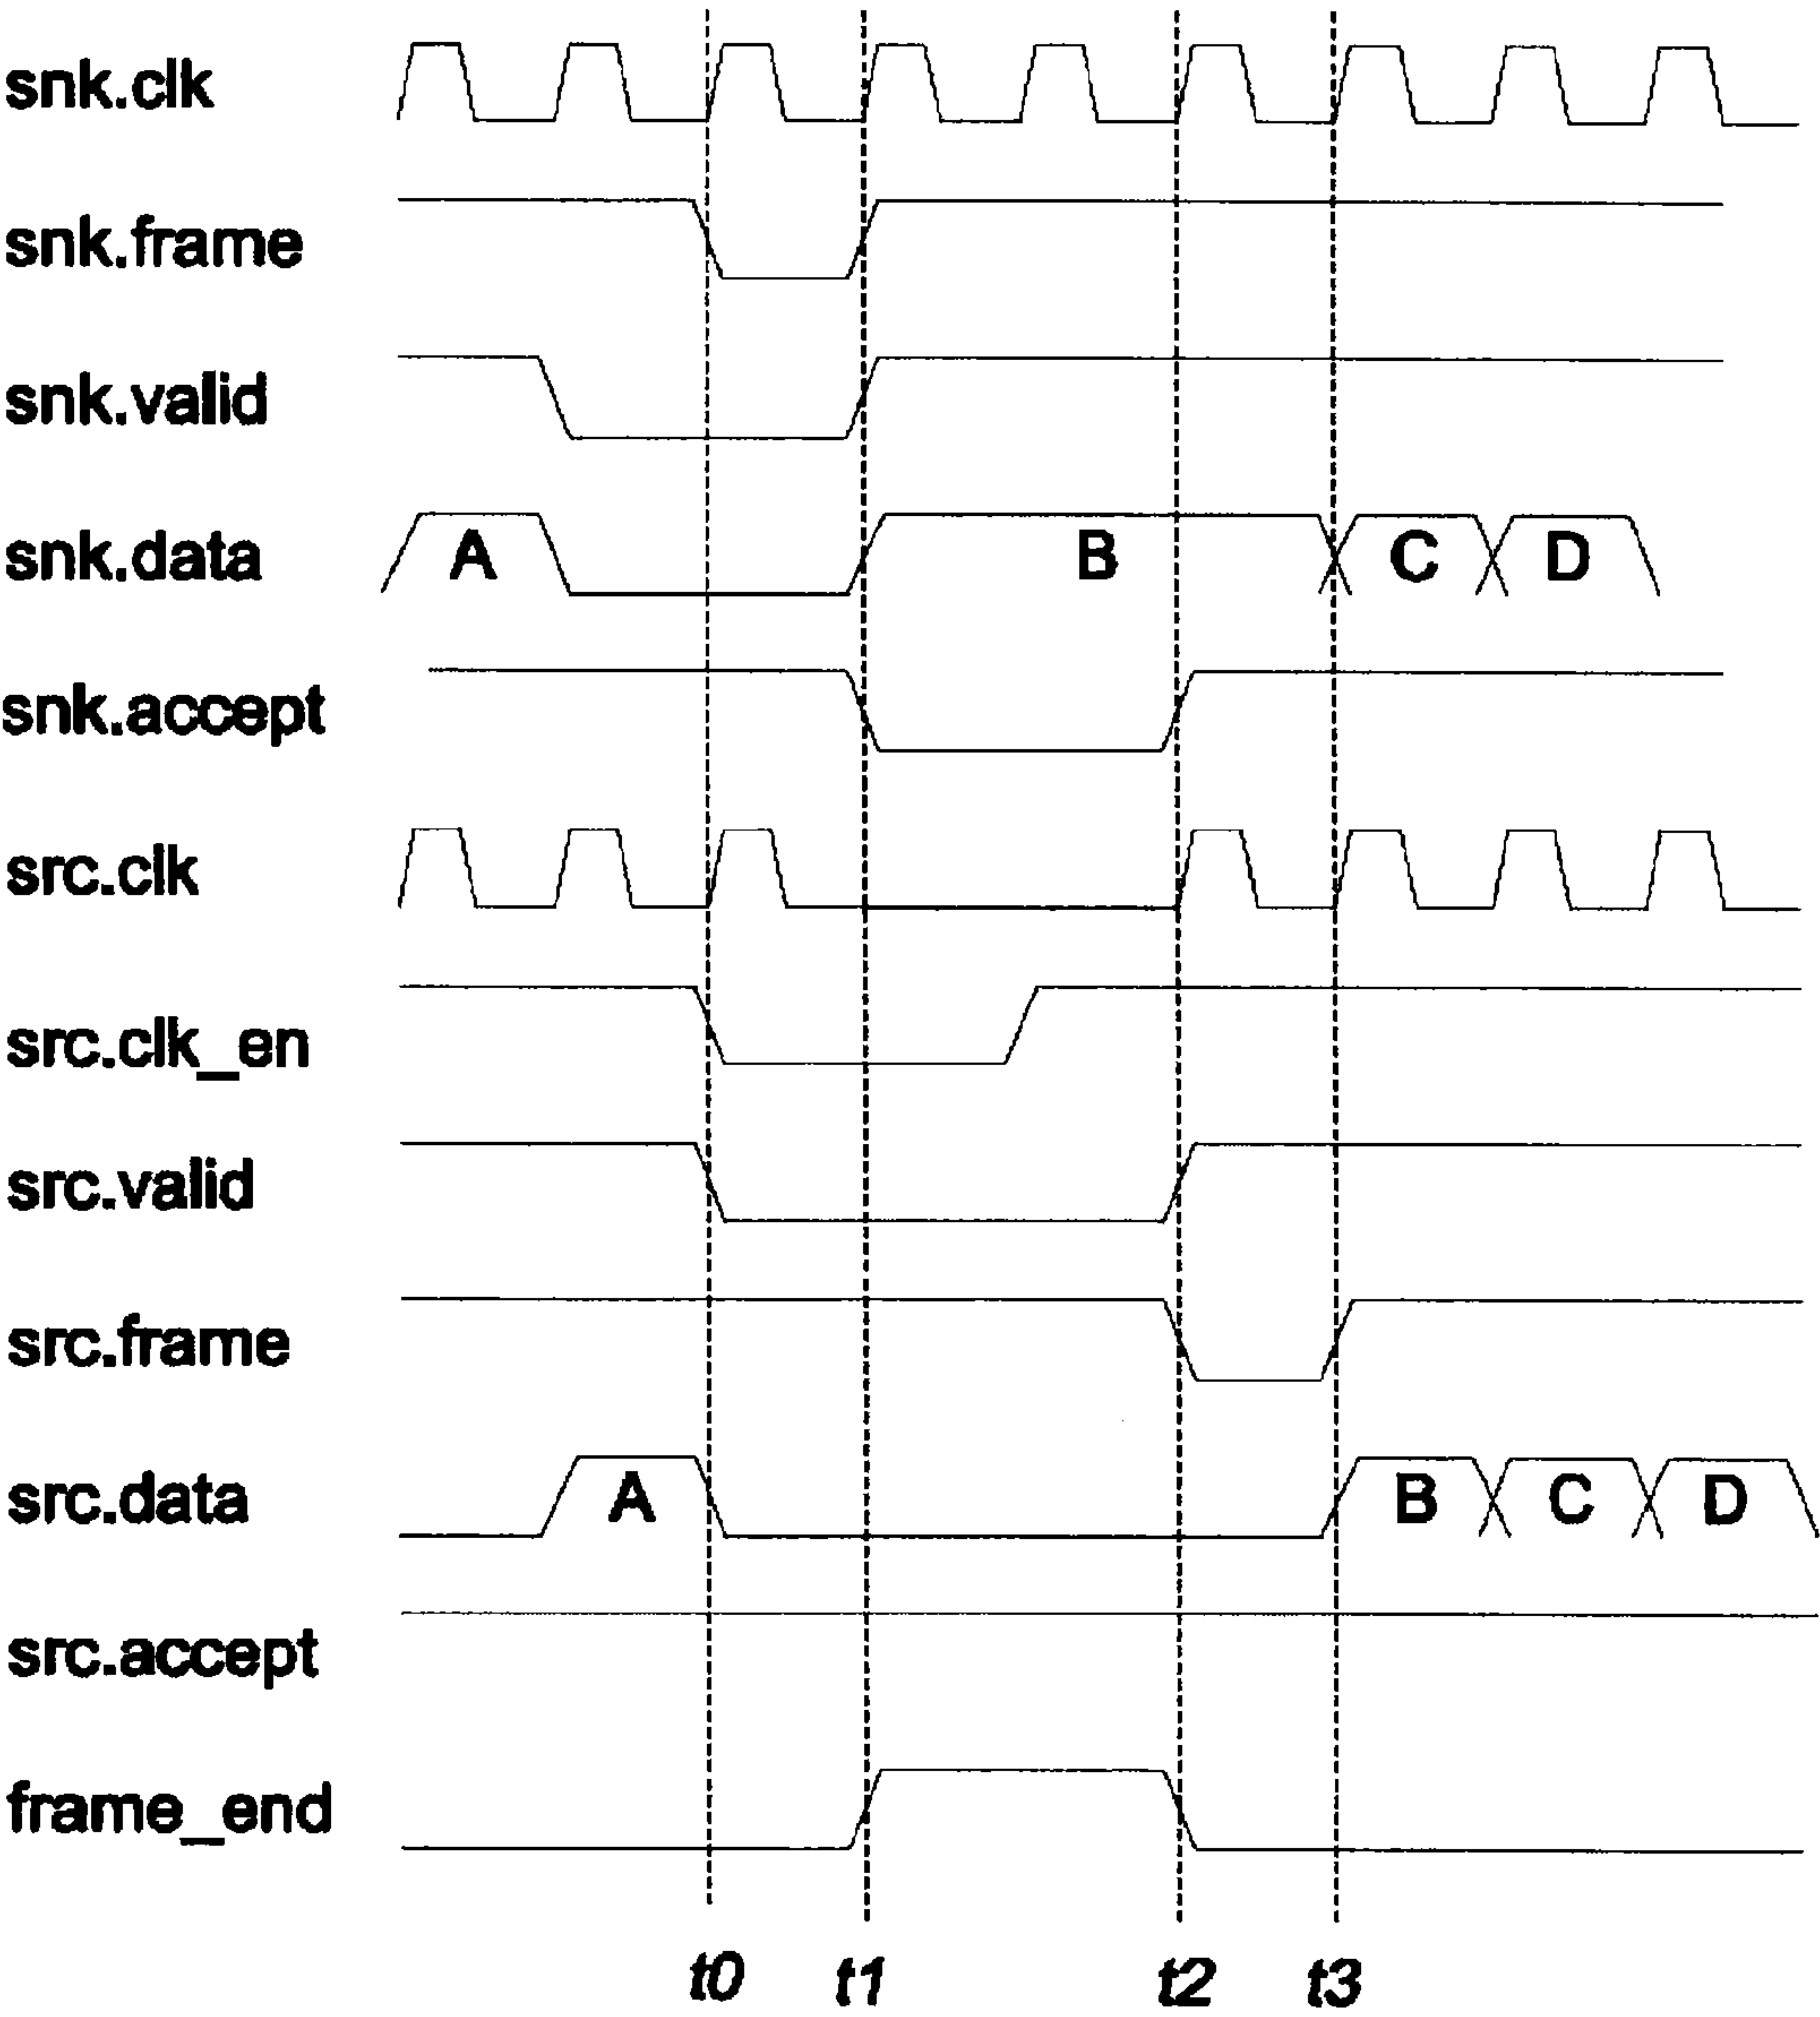 snk.clk
snk.frame
snk.valid
snk.data A B C D
snk.accept
src.clk
src.clk_en
src.valid
src.frame
src.data A B C D
src.accept
frame_end
t0 t1 t2 t3